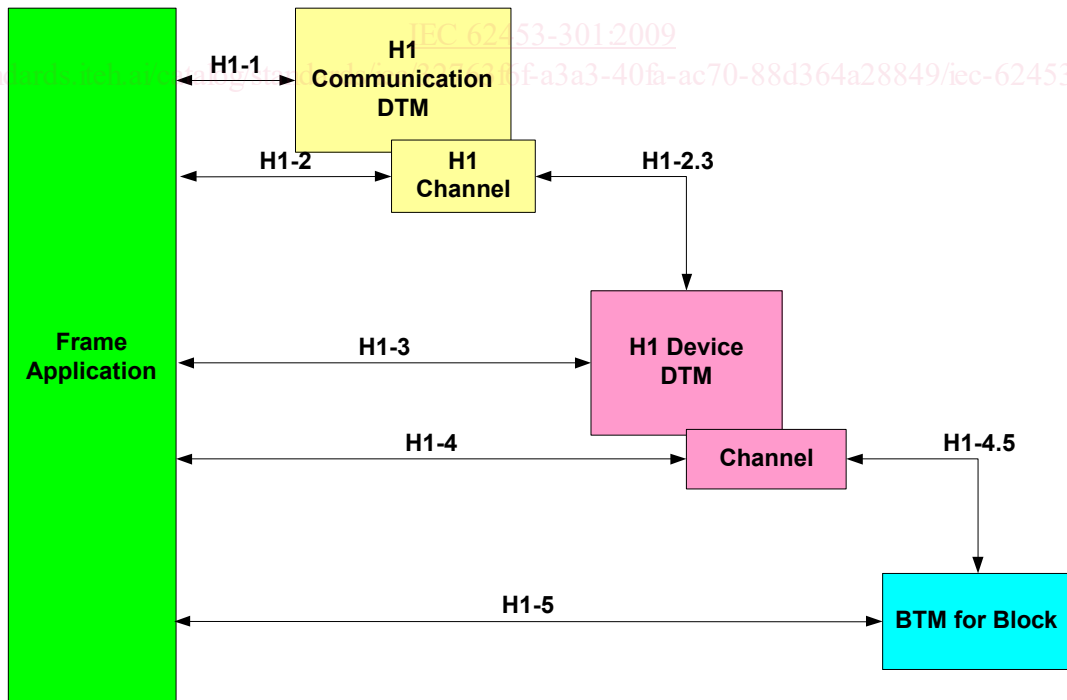 IEC 62453-301:2009
H1
Communication
DTM
H1-1
H1-2
H1
Channel
H1-2.3
Frame
Application
H1-3
H1 Device
DTM
H1-4
Channel
H1-4.5
H1-5
BTM for Block